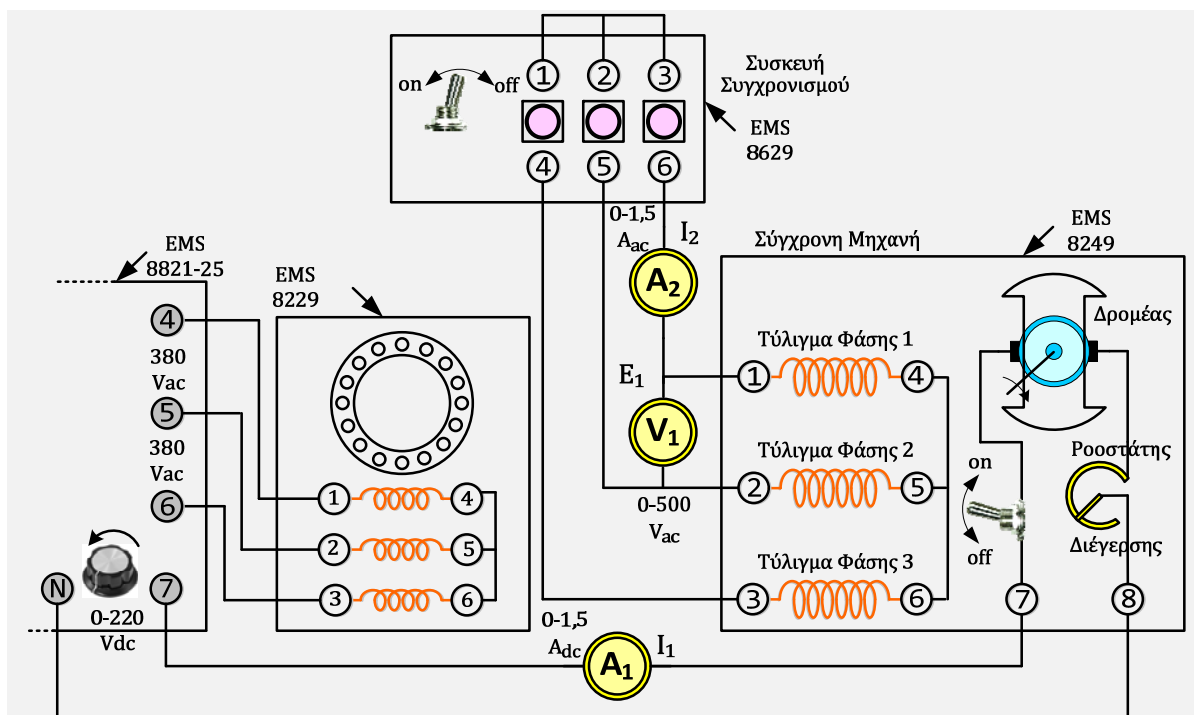 1 2 3
on off
4 5 6
Συσκευή
Συγχρονισμού
EMS
8629
0-1,5
Aac
I2
A2
E1
V1
0-500
Vac
EMS
8821-25
4
380
Vac
5
380
Vac
6
N
7
0-220
Vdc
EMS
8229
1 4
2 5
3 6
0-1,5
Adc
A1
I1
Σύγχρονη Μηχανή
EMS
8249
Δρομέας
Τύλιγμα Φάσης 1
1 4
Τύλιγμα Φάσης 2
2 5
Τύλιγμα Φάσης 3
3 6
on
off
Ροοστάτης
Διέγερσης
7 8